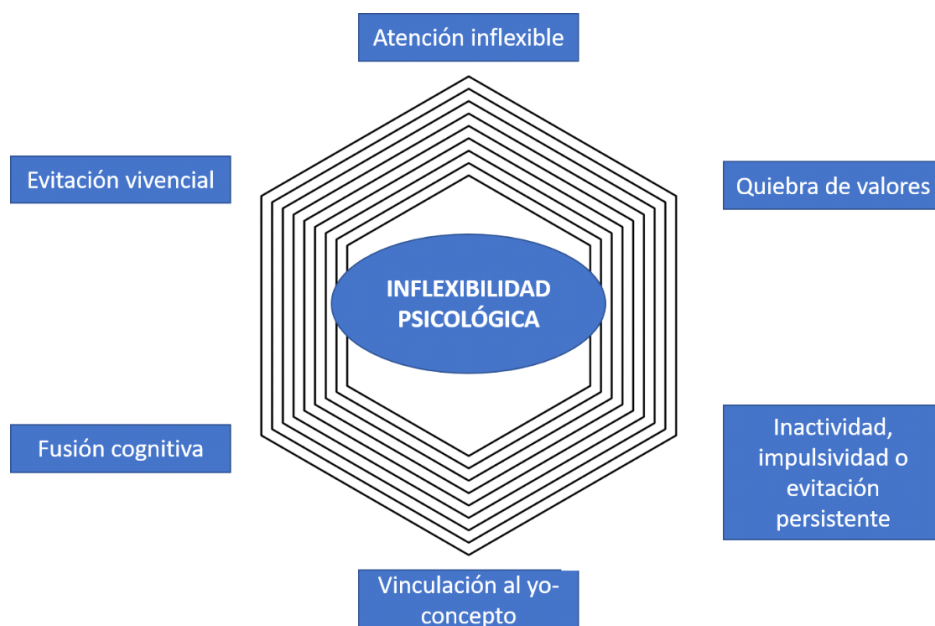 Atención inflexible
Evitación vivencial
Quiebra de valores
INFLEXIBILIDAD
PSICOLÓGICA
Fusión cognitiva
Inactividad,
impulsividad o
evitación
persistente
Vinculación al yo-
concepto